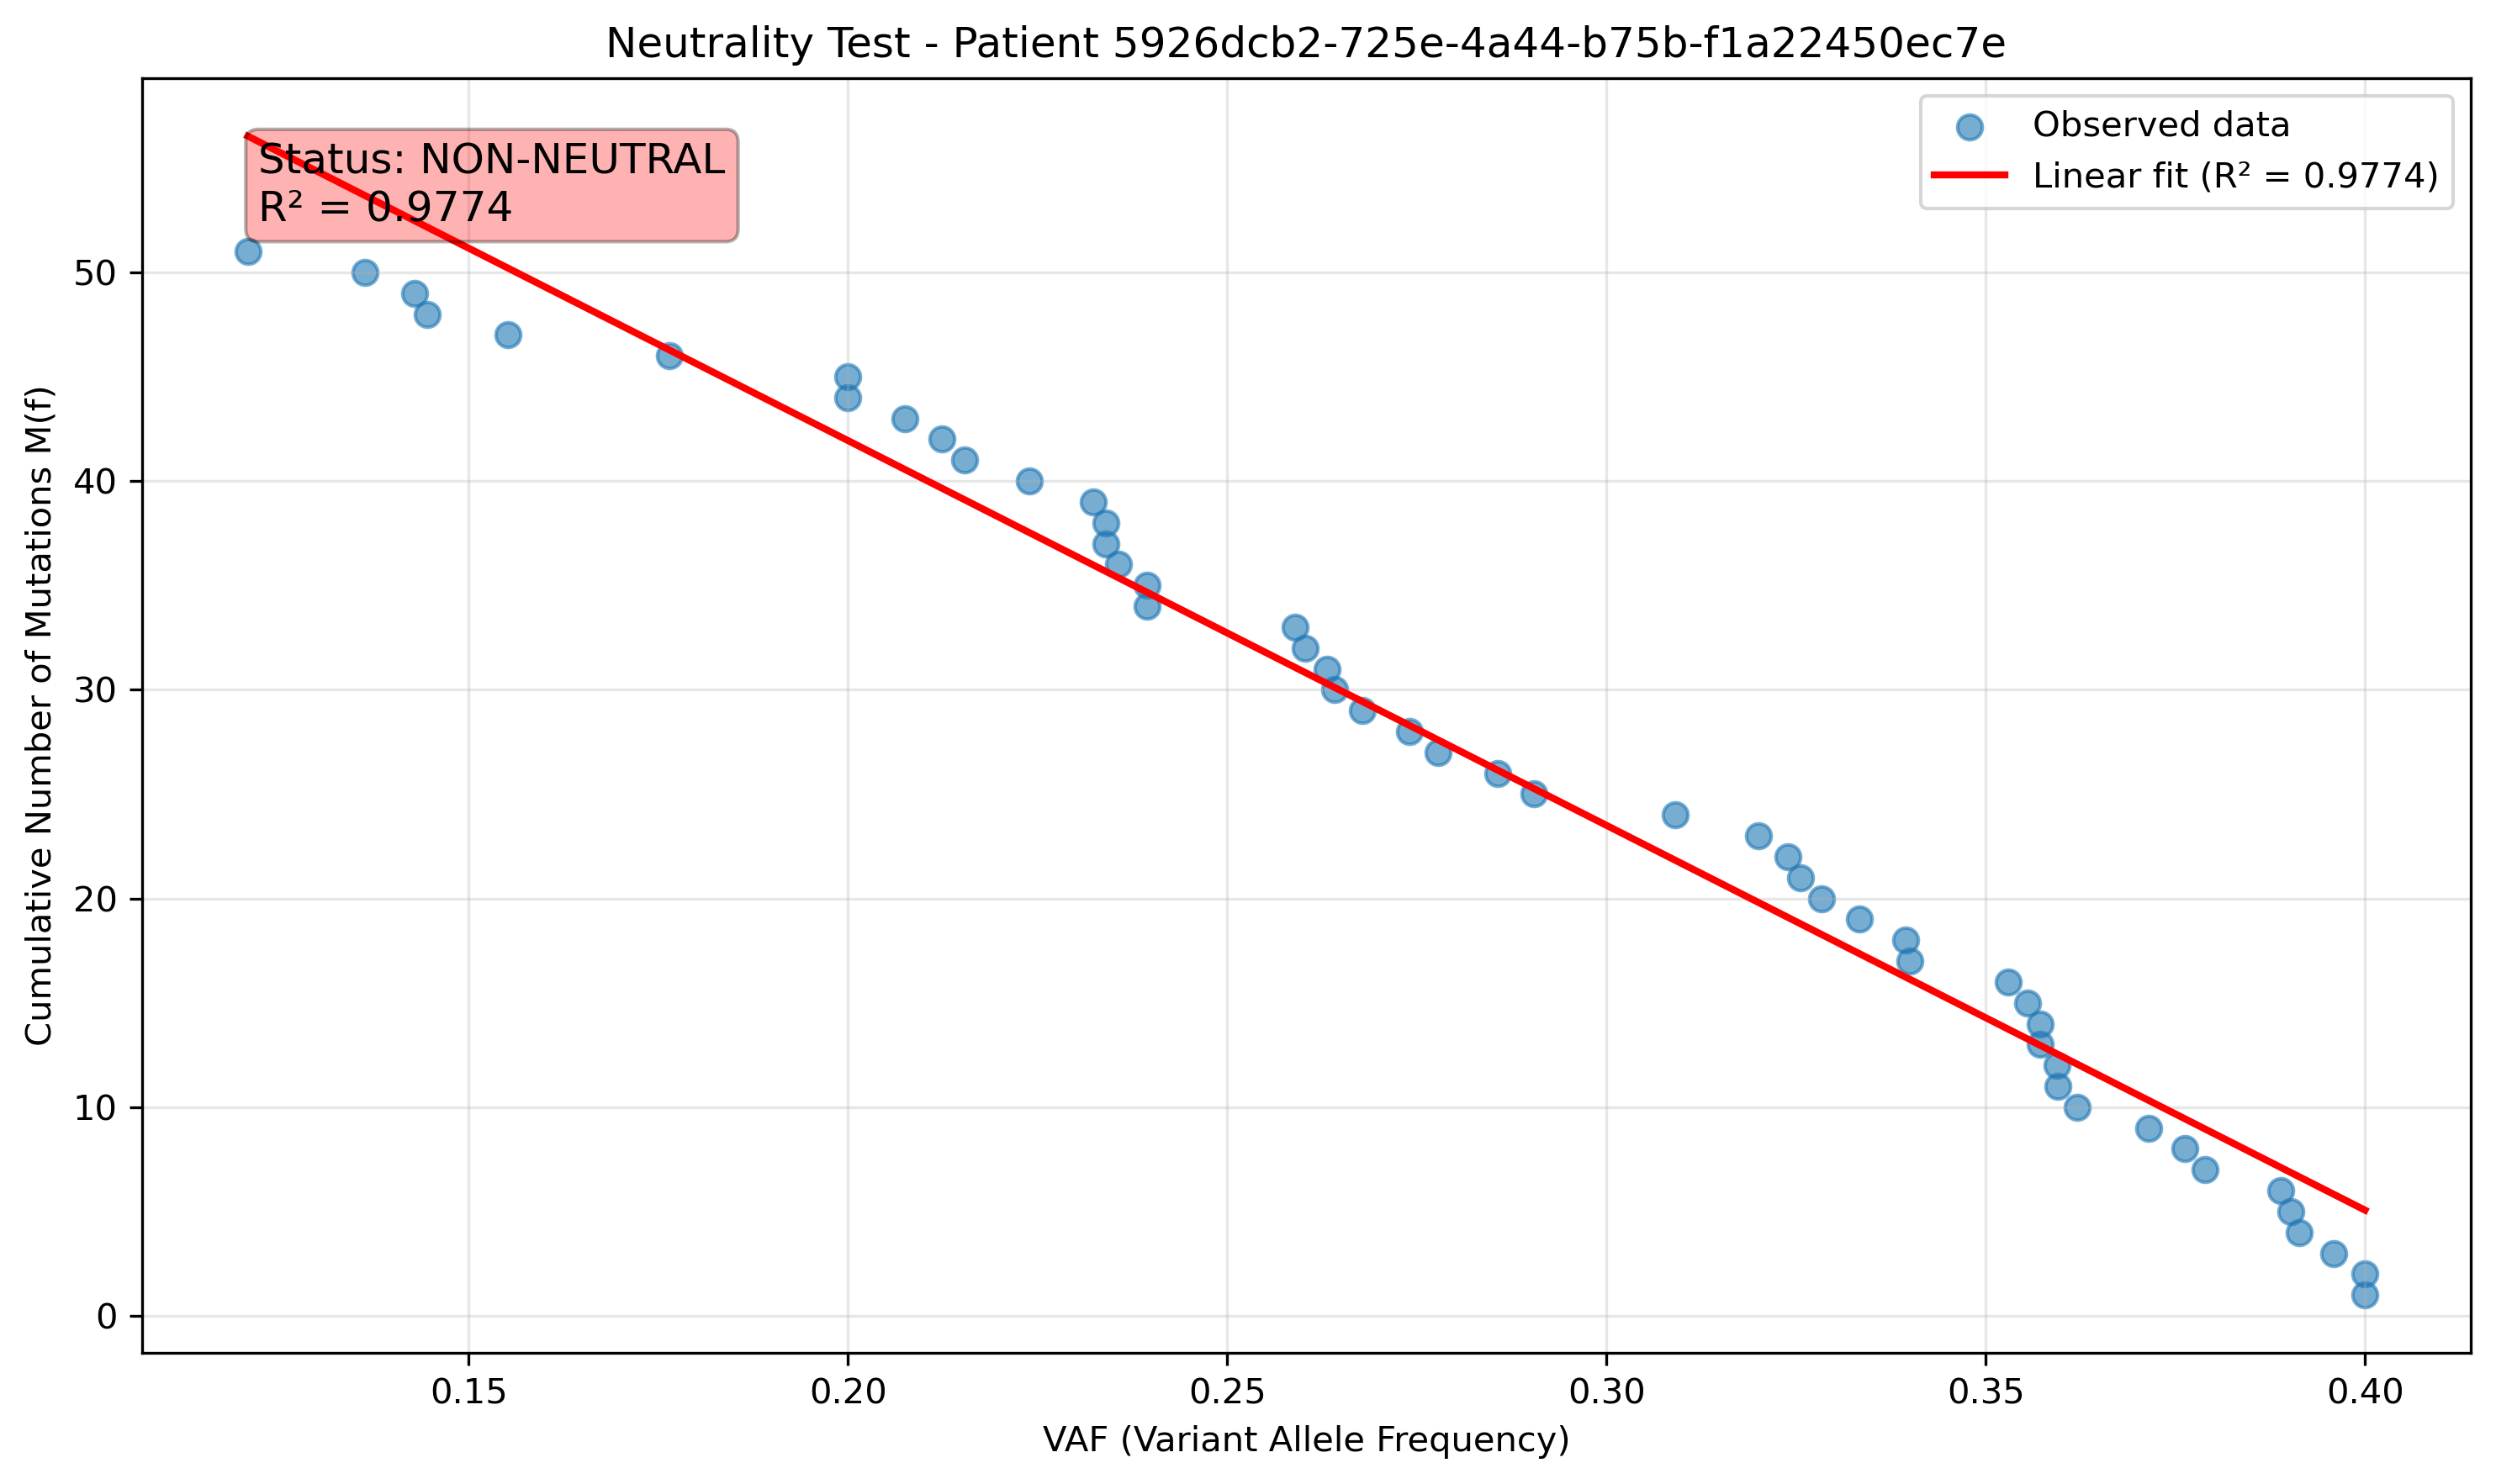 Neutrality Test - Patient 5926dcb2-725e-4a44-b75b-f1a22450ec7e
Status: NON-NEUTRAL
R² = 0.9774
Observed data
Linear fit (R² = 0.9774)
Cumulative Number of Mutations M(f)
50
40
30
20
10
0
0.15
0.20
0.25
0.30
0.35
0.40
VAF (Variant Allele Frequency)